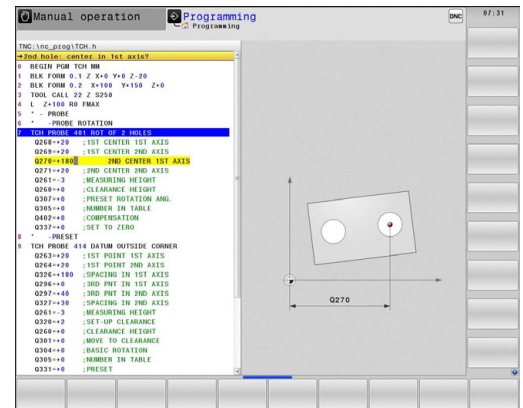 Manual operation
Programming
Programming
DNC
07:31
TNC:\nc_prog\TCH.h
→2nd hole: center in 1st axis?
0 BEGIN PGM TCH MM
1 BLK FORM 0.1 Z X+0 Y+0 Z-20
2 BLK FORM 0.2 X+100 Y+150 Z+0
3 TOOL CALL 22 Z S250
4 L Z+100 R0 FMAX
5 * - PROBE
6 * -PROBE ROTATION
7 TCH PROBE 401 ROT OF 2 HOLES
Q268=+20 ;1ST CENTER 1ST AXIS
Q269=+20 ;1ST CENTER 2ND AXIS
Q270=+180 2ND CENTER 1ST AXIS
Q271=+20 ;2ND CENTER 2ND AXIS
Q261=-3 ;MEASURING HEIGHT
Q260=+0 ;CLEARANCE HEIGHT
Q307=+0 ;PRESET ROTATION ANG.
Q305=+0 ;NUMBER IN TABLE
Q402=+0 ;COMPENSATION
Q337=+0 ;SET TO ZERO
8 * -PRESET
9 TCH PROBE 414 DATUM OUTSIDE CORNER
Q263=+20 ;1ST POINT 1ST AXIS
Q264=+20 ;1ST POINT 2ND AXIS
Q326=+180 ;SPACING IN 1ST AXIS
Q296=+0 ;3RD PNT IN 1ST AXIS
Q297=+40 ;3RD PNT IN 2ND AXIS
Q327=+30 ;SPACING IN 2ND AXIS
Q261=-3 ;MEASURING HEIGHT
Q320=+2 ;SET-UP CLEARANCE
Q260=+0 ;CLEARANCE HEIGHT
Q301=+0 ;MOVE TO CLEARANCE
Q304=+0 ;BASIC ROTATION
Q305=+0 ;NUMBER IN TABLE
Q331=+0 ;PRESET
Q270